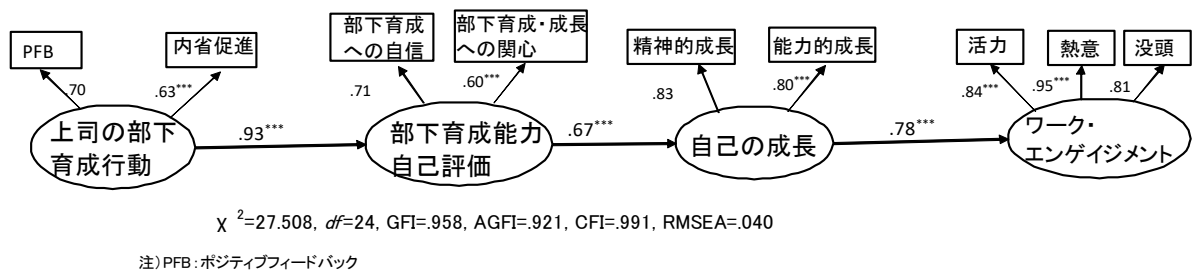 PFB
内省促進
部下育成
への自信
部下育成・成長
への関心
精神的成長
能力的成長
活力
熱意
没頭
.70
.63***
.71
.60***
.83
.80***
.84***
.95***
.81
上司の部下
育成行動
.93***
部下育成能力
自己評価
.67***
自己の成長
.78***
ワーク・
エンゲイジメント
χ ²=27.508, df=24, GFI=.958, AGFI=.921, CFI=.991, RMSEA=.040
注）PFB：ポジティブフィードバック